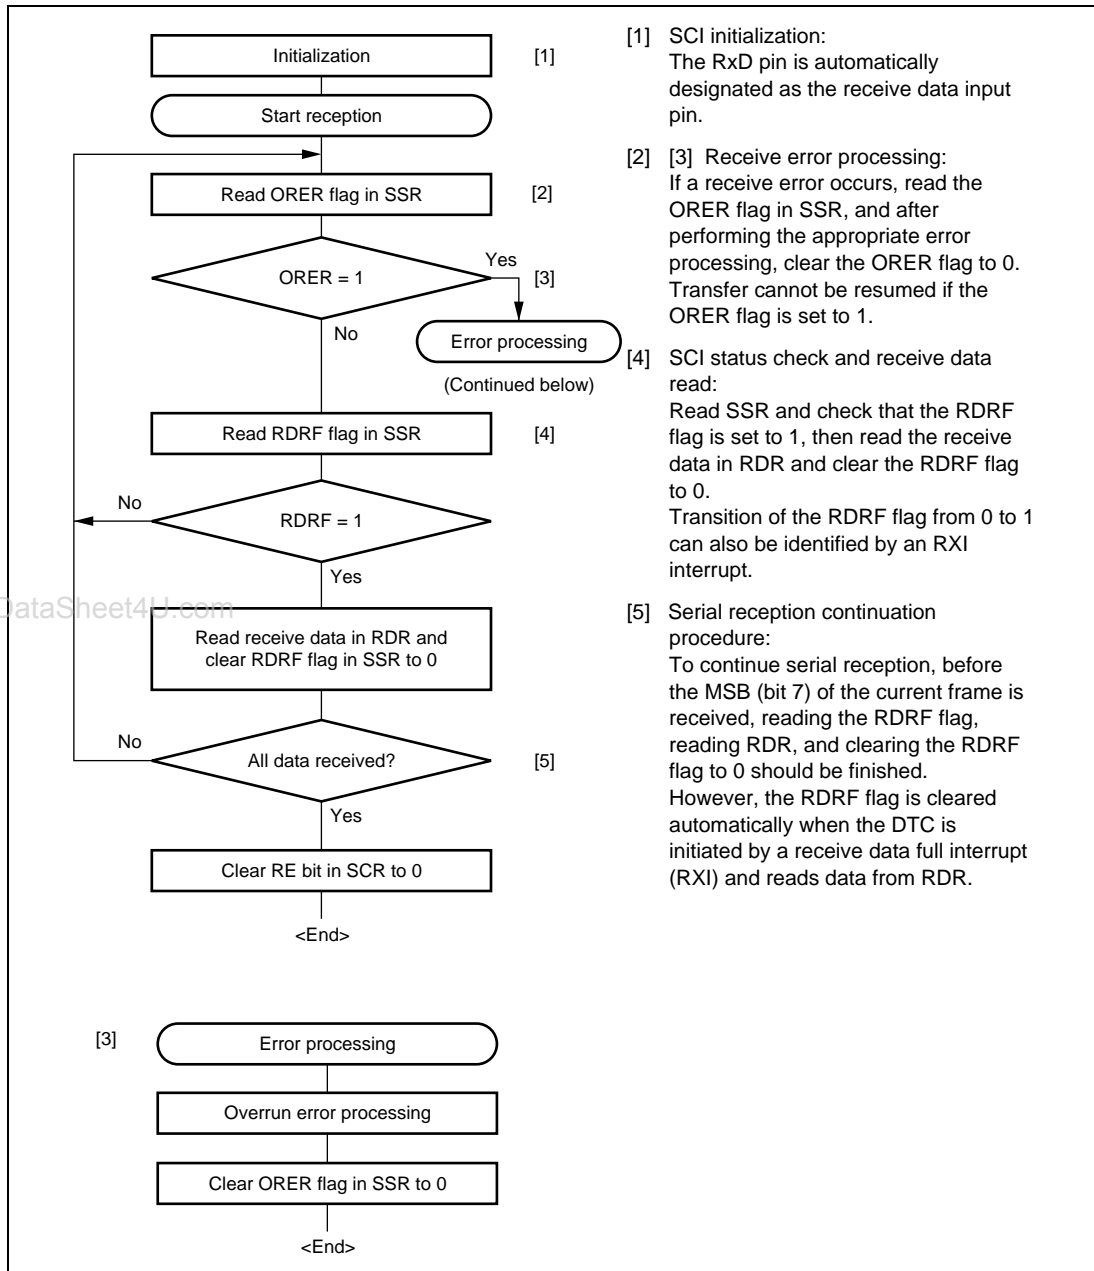 Initialization
[1]
Start reception
Read ORER flag in SSR
[2]
ORER = 1
Yes
[3]
No
Error processing
(Continued below)
Read RDRF flag in SSR
[4]
No
RDRF = 1
Yes
Read receive data in RDR and
clear RDRF flag in SSR to 0
No
All data received?
[5]
Yes
Clear RE bit in SCR to 0
<End>
[3]
Error processing
Overrun error processing
Clear ORER flag in SSR to 0
<End>
[1] SCI initialization:
The RxD pin is automatically
designated as the receive data input
pin.
[2] [3] Receive error processing:
If a receive error occurs, read the
ORER flag in SSR, and after
performing the appropriate error
processing, clear the ORER flag to 0.
Transfer cannot be resumed if the
ORER flag is set to 1.
[4] SCI status check and receive data
read:
Read SSR and check that the RDRF
flag is set to 1, then read the receive
data in RDR and clear the RDRF flag
to 0.
Transition of the RDRF flag from 0 to 1
can also be identified by an RXI
interrupt.
[5] Serial reception continuation
procedure:
To continue serial reception, before
the MSB (bit 7) of the current frame is
received, reading the RDRF flag,
reading RDR, and clearing the RDRF
flag to 0 should be finished.
However, the RDRF flag is cleared
automatically when the DTC is
initiated by a receive data full interrupt
(RXI) and reads data from RDR.
DataSheet4U.com